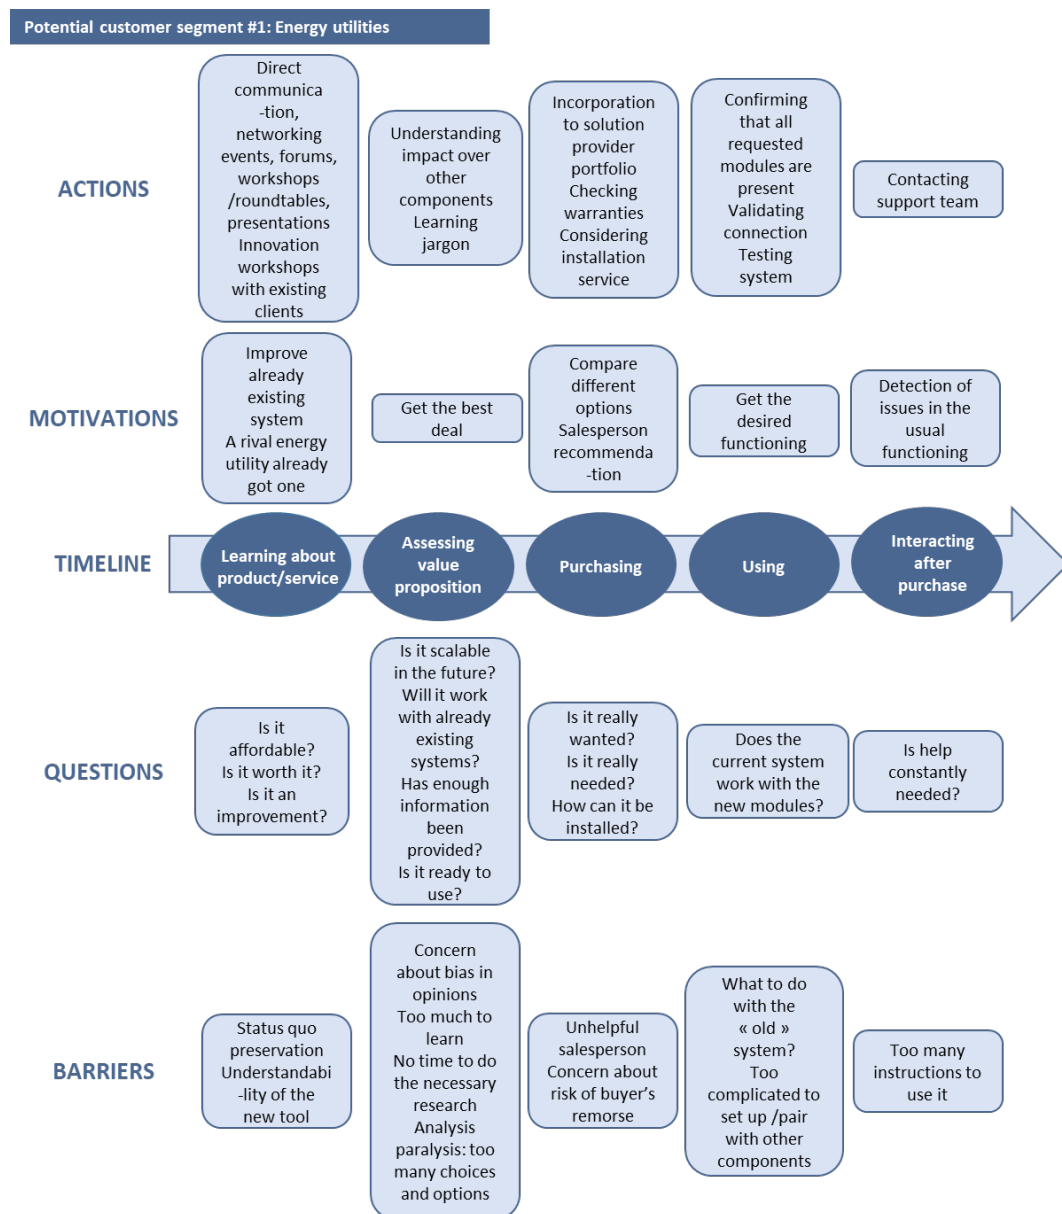 Potential customer segment #1: Energy utilities
ACTIONS
Direct
communica
-tion,
networking
events, forums,
workshops
/roundtables,
presentations
Innovation
workshops
with existing
clients
Understanding
impact over
other
components
Learning
jargon
Incorporation
to solution
provider
portfolio
Checking
warranties
Considering
installation
service
Confirming
that all
requested
modules are
present
Validating
connection
Testing
system
Contacting
support team
MOTIVATIONS
Improve
already
existing
system
A rival energy
utility already
got one
Get the best
deal
Compare
different
options
Salesperson
recommenda
-tion
Get the
desired
functioning
Detection of
issues in the
usual
functioning
TIMELINE
Learning about
product/service
Assessing
value
proposition
Purchasing
Using
Interacting
after
purchase
QUESTIONS
Is it
affordable?
Is it worth it?
Is it an
improvement?
Is it scalable
in the future?
Will it work
with already
existing
systems?
Has enough
information
been
provided?
Is it ready to
use?
Is it really
wanted?
Is it really
needed?
How can it be
installed?
Does the
current system
work with the
new modules?
Is help
constantly
needed?
BARRIERS
Status quo
preservation
Understandabi
-lity of the
new tool
Concern
about bias in
opinions
Too much to
learn
No time to do
the necessary
research
Analysis
paralysis: too
many choices
and options
Unhelpful
salesperson
Concern about
risk of buyer's
remorse
What to do
with the
« old »
system?
Too
complicated to
set up /pair
with other
components
Too many
instructions to
use it